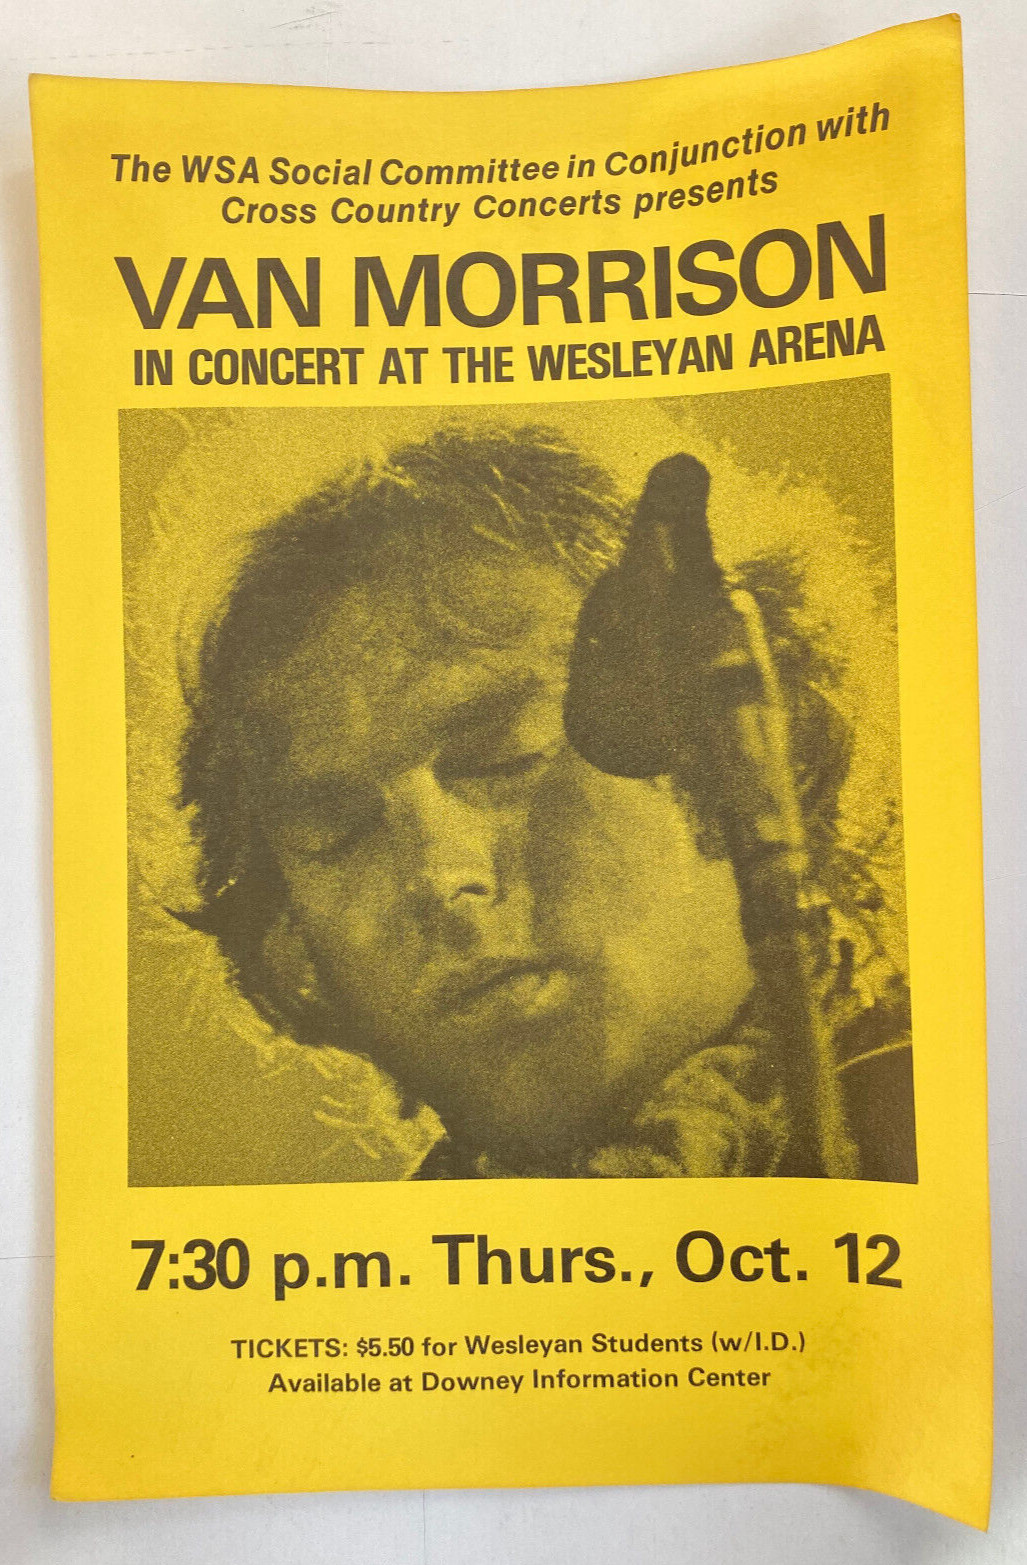 The WSA Social Committee in Conjunction with
Cross Country Concerts presents
VAN MORRISON
IN CONCERT AT THE WESLEYAN ARENA
7:30 p.m. Thurs., Oct. 12
TICKETS: $5.50 for Wesleyan Students (w/I.D.)
Available at Downey Information Center